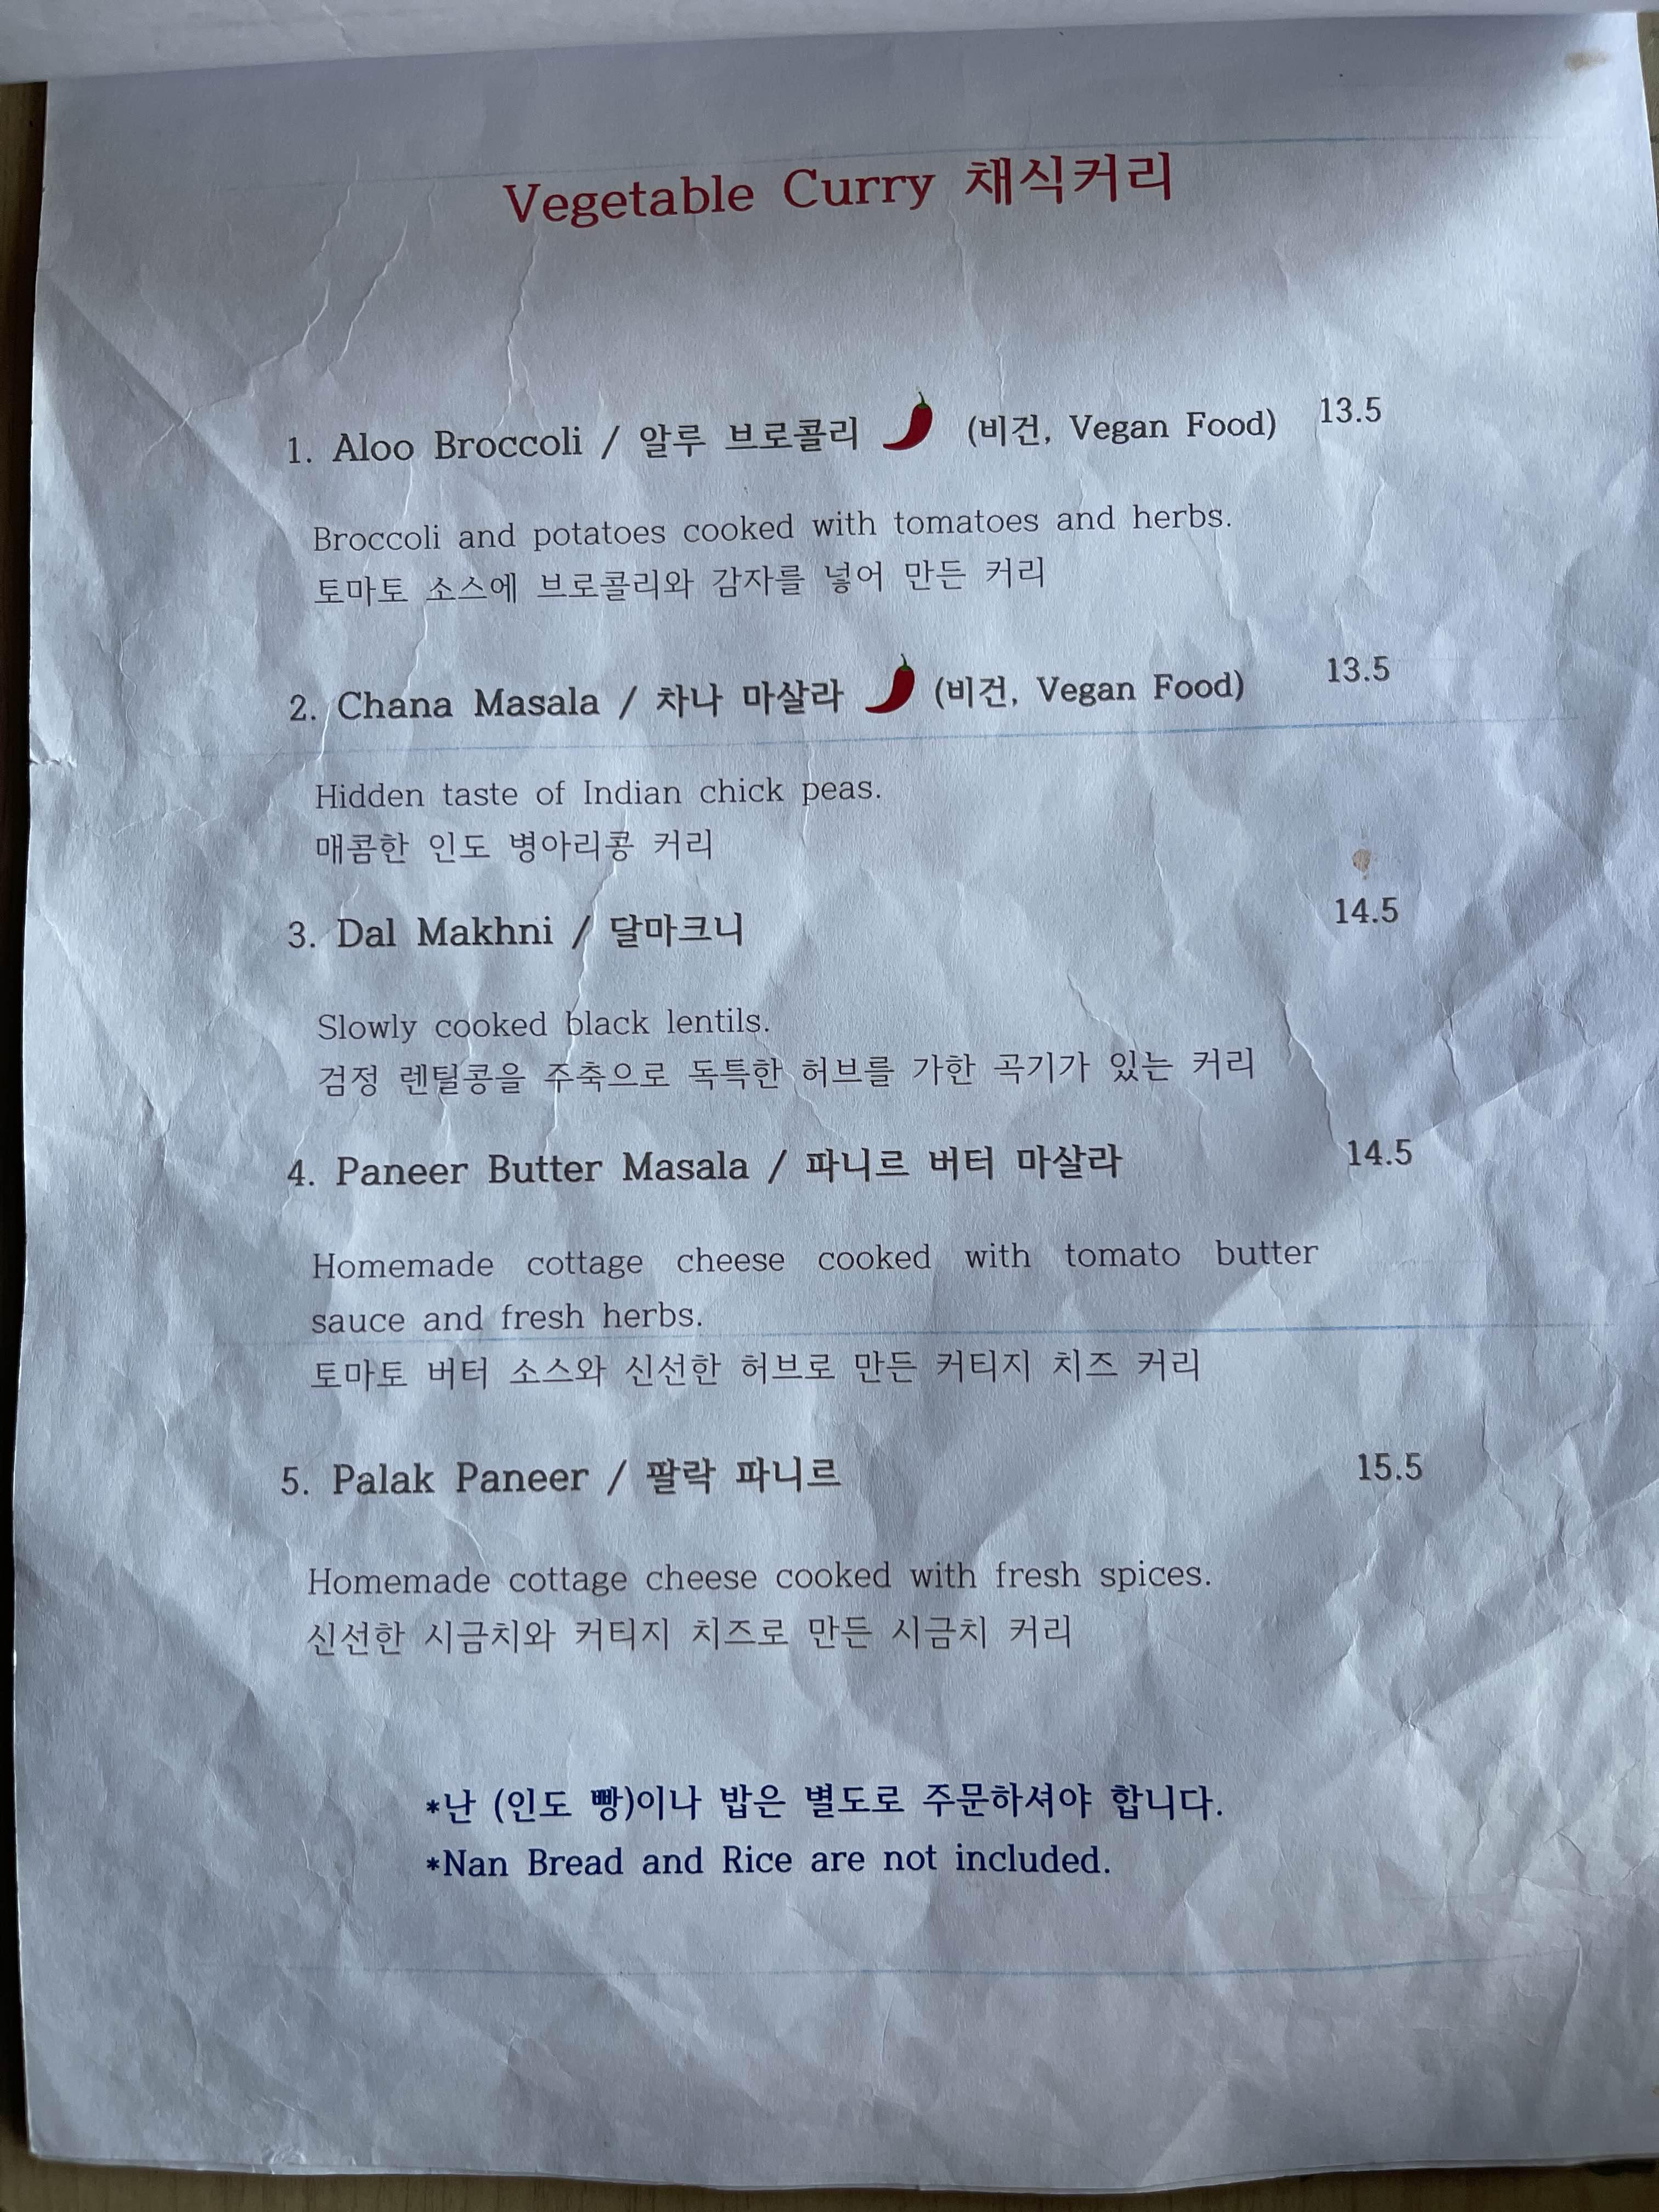 Vegetable Curry 채식커리
1. Aloo Broccoli / 알루 브로콜리 (비건, Vegan Food) 13.5
Broccoli and potatoes cooked with tomatoes and herbs.
토마토 소스에 브로콜리와 감자를 넣어 만든 커리
2. Chana Masala / 차나 마살라 (비건, Vegan Food) 13.5
Hidden taste of Indian chick peas.
매콤한 인도 병아리콩 커리
3. Dal Makhni / 달마크니 14.5
Slowly cooked black lentils.
검정 렌틸콩을 주축으로 독특한 허브를 가한 곡기가 있는 커리
4. Paneer Butter Masala / 파니르 버터 마살라 14.5
Homemade cottage cheese cooked with tomato butter
sauce and fresh herbs.
토마토 버터 소스와 신선한 허브로 만든 커티지 치즈 커리
5. Palak Paneer / 팔락 파니르 15.5
Homemade cottage cheese cooked with fresh spices.
신선한 시금치와 커티지 치즈로 만든 시금치 커리
*난 (인도 빵)이나 밥은 별도로 주문하셔야 합니다.
*Nan Bread and Rice are not included.